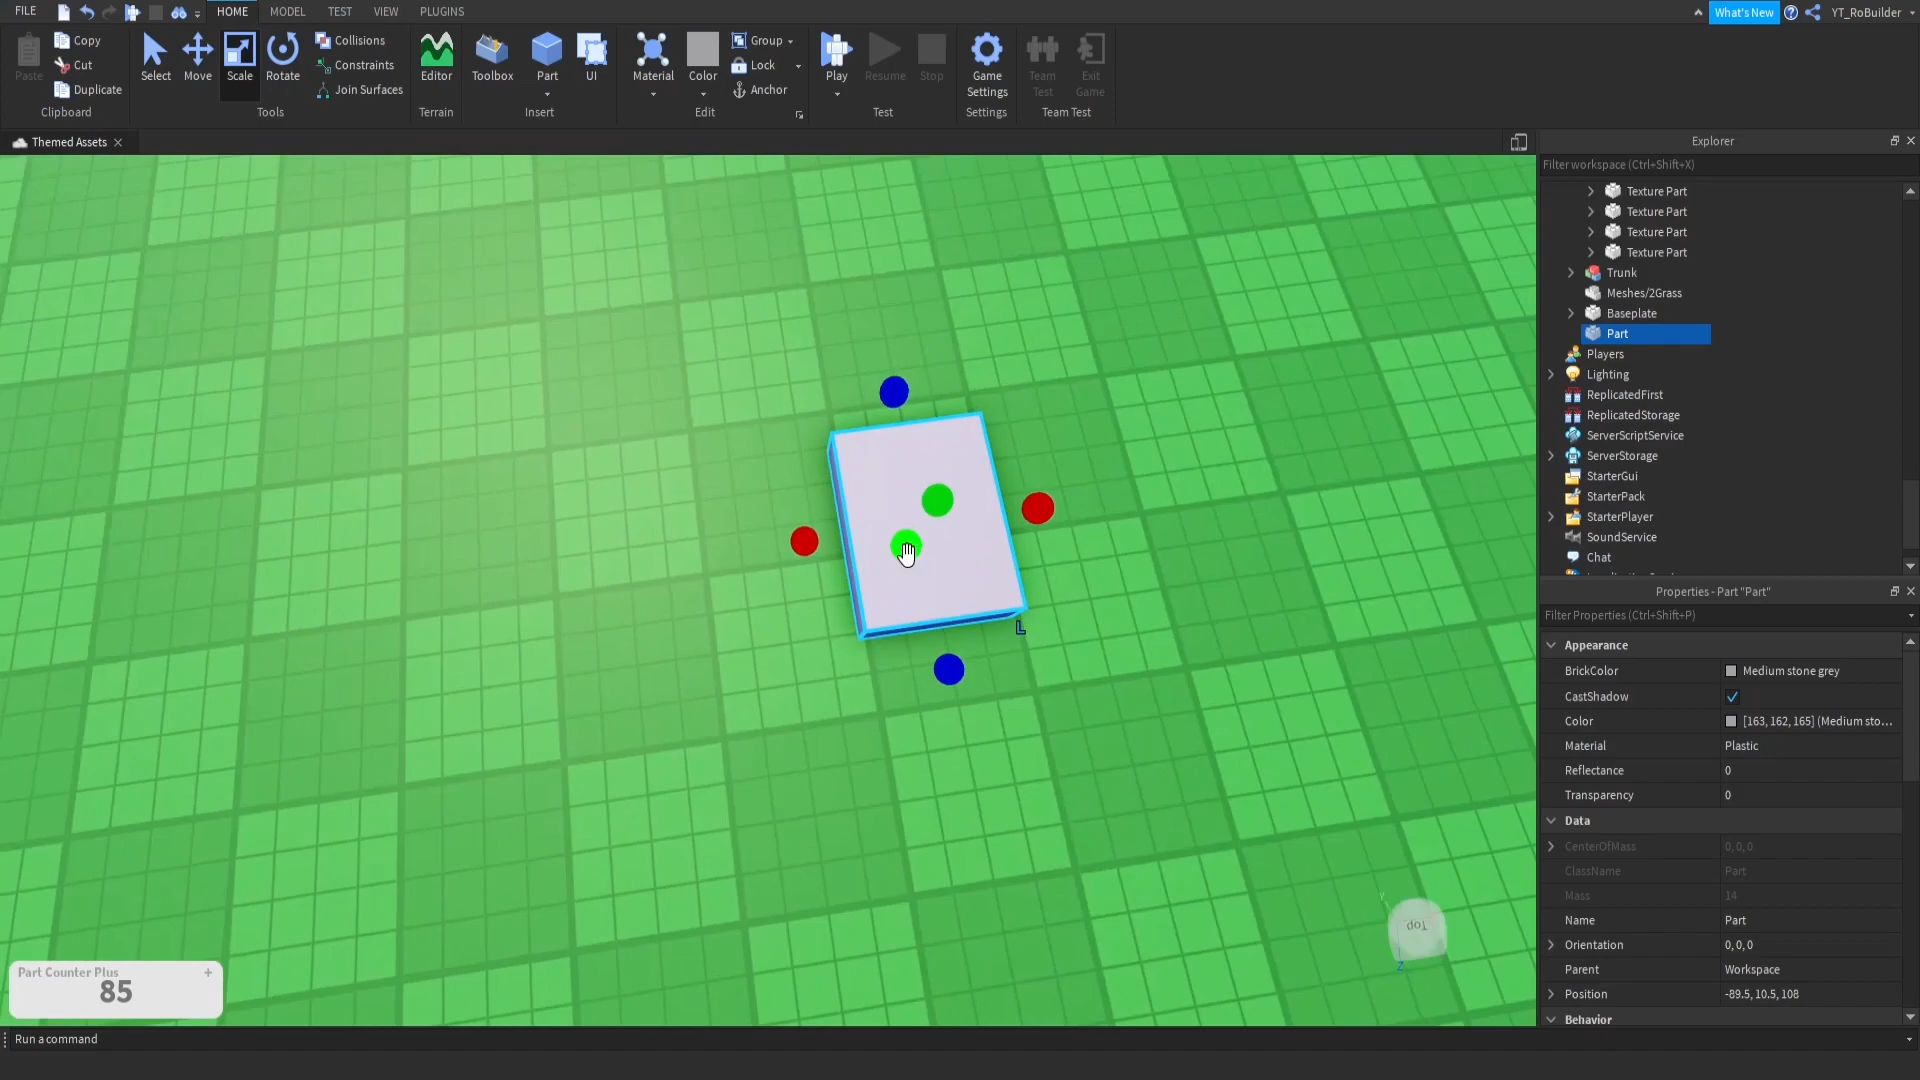 FILE
HOME
MODEL
TEST
VIEW
PLUGINS
What's New
YT_RoBuilder
Paste
Copy
Cut
Duplicate
Clipboard
Select
Move
Scale
Rotate
Collisions
Constraints
Join Surfaces
Tools
Editor
Terrain
Toolbox
Part
UI
Insert
Material
Color
Group
Lock
Anchor
Edit
Play
Resume
Stop
Test
Game
Settings
Settings
Team
Test
Exit
Game
Team Test
Themed Assets
Explorer
Filter workspace (Ctrl+Shift+X)
Texture Part
Texture Part
Texture Part
Texture Part
Trunk
Meshes/2Grass
Baseplate
Part
Players
Lighting
ReplicatedFirst
ReplicatedStorage
ServerScriptService
ServerStorage
StarterGui
StarterPack
StarterPlayer
SoundService
Chat
Properties - Part "Part"
Filter Properties (Ctrl+Shift+P)
Appearance
BrickColor Medium stone grey
CastShadow
Color [163, 162, 165] (Medium sto...
Material Plastic
Reflectance 0
Transparency 0
Data
CenterOfMass 0, 0, 0
ClassName Part
Mass 14
Name Part
Orientation 0, 0, 0
Parent Workspace
Position -89.5, 10.5, 108
Behavior
L
Top
Y
Z
Part Counter Plus +
85
Run a command